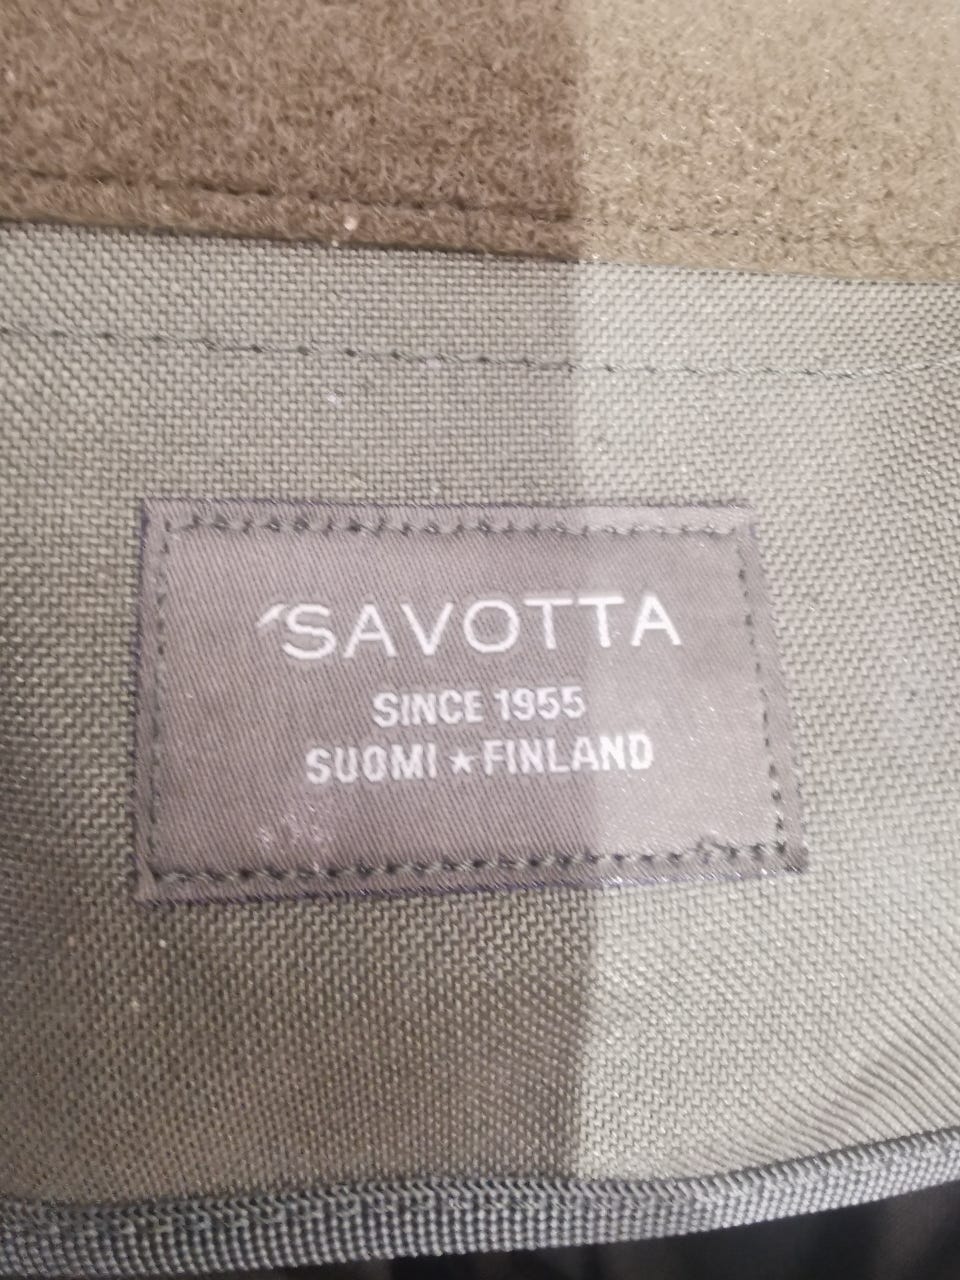 'SAVOTTA
SINCE 1955
SUOMI ★ FINLAND